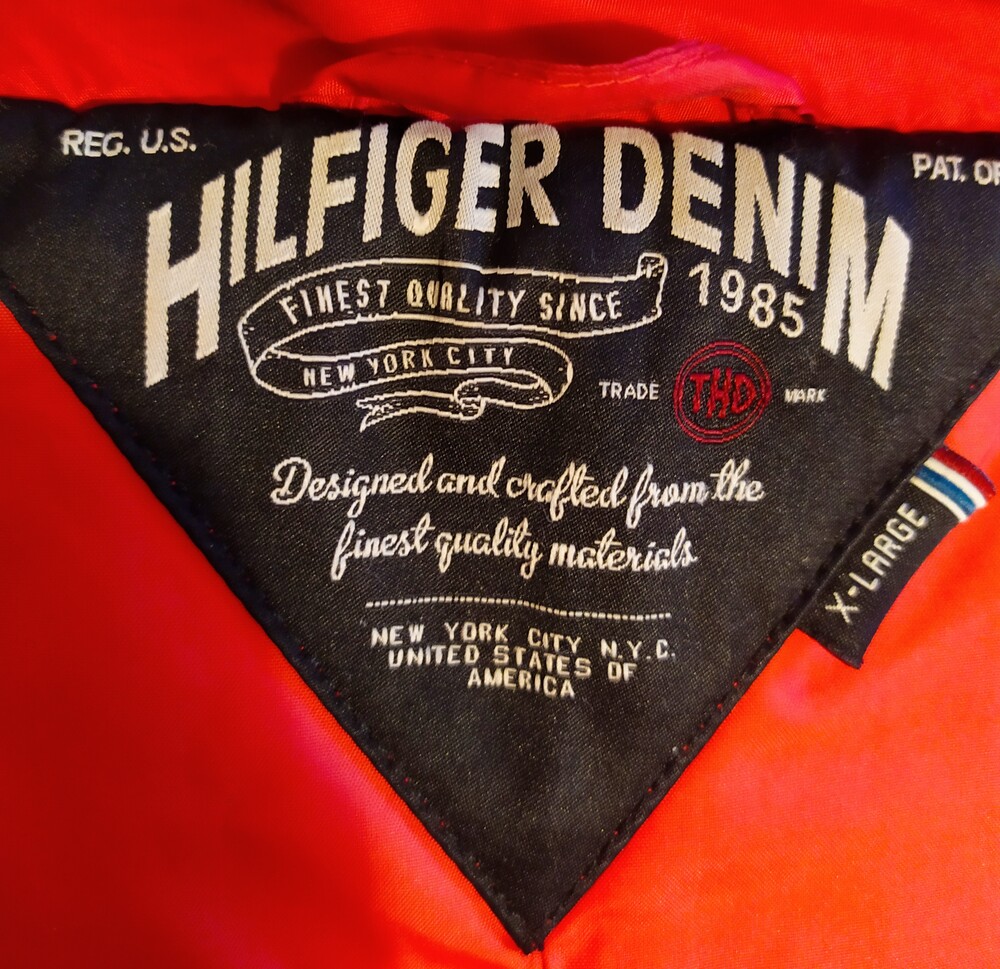 REG. U.S.
PAT. OF
HILFIGER DENIM
FINEST QUALITY SINCE
1985
NEW YORK CITY
TRADE THD MARK
Designed and crafted from the
finest quality materials
X-LARGE
NEW YORK CITY N.Y.C.
UNITED STATES OF
AMERICA